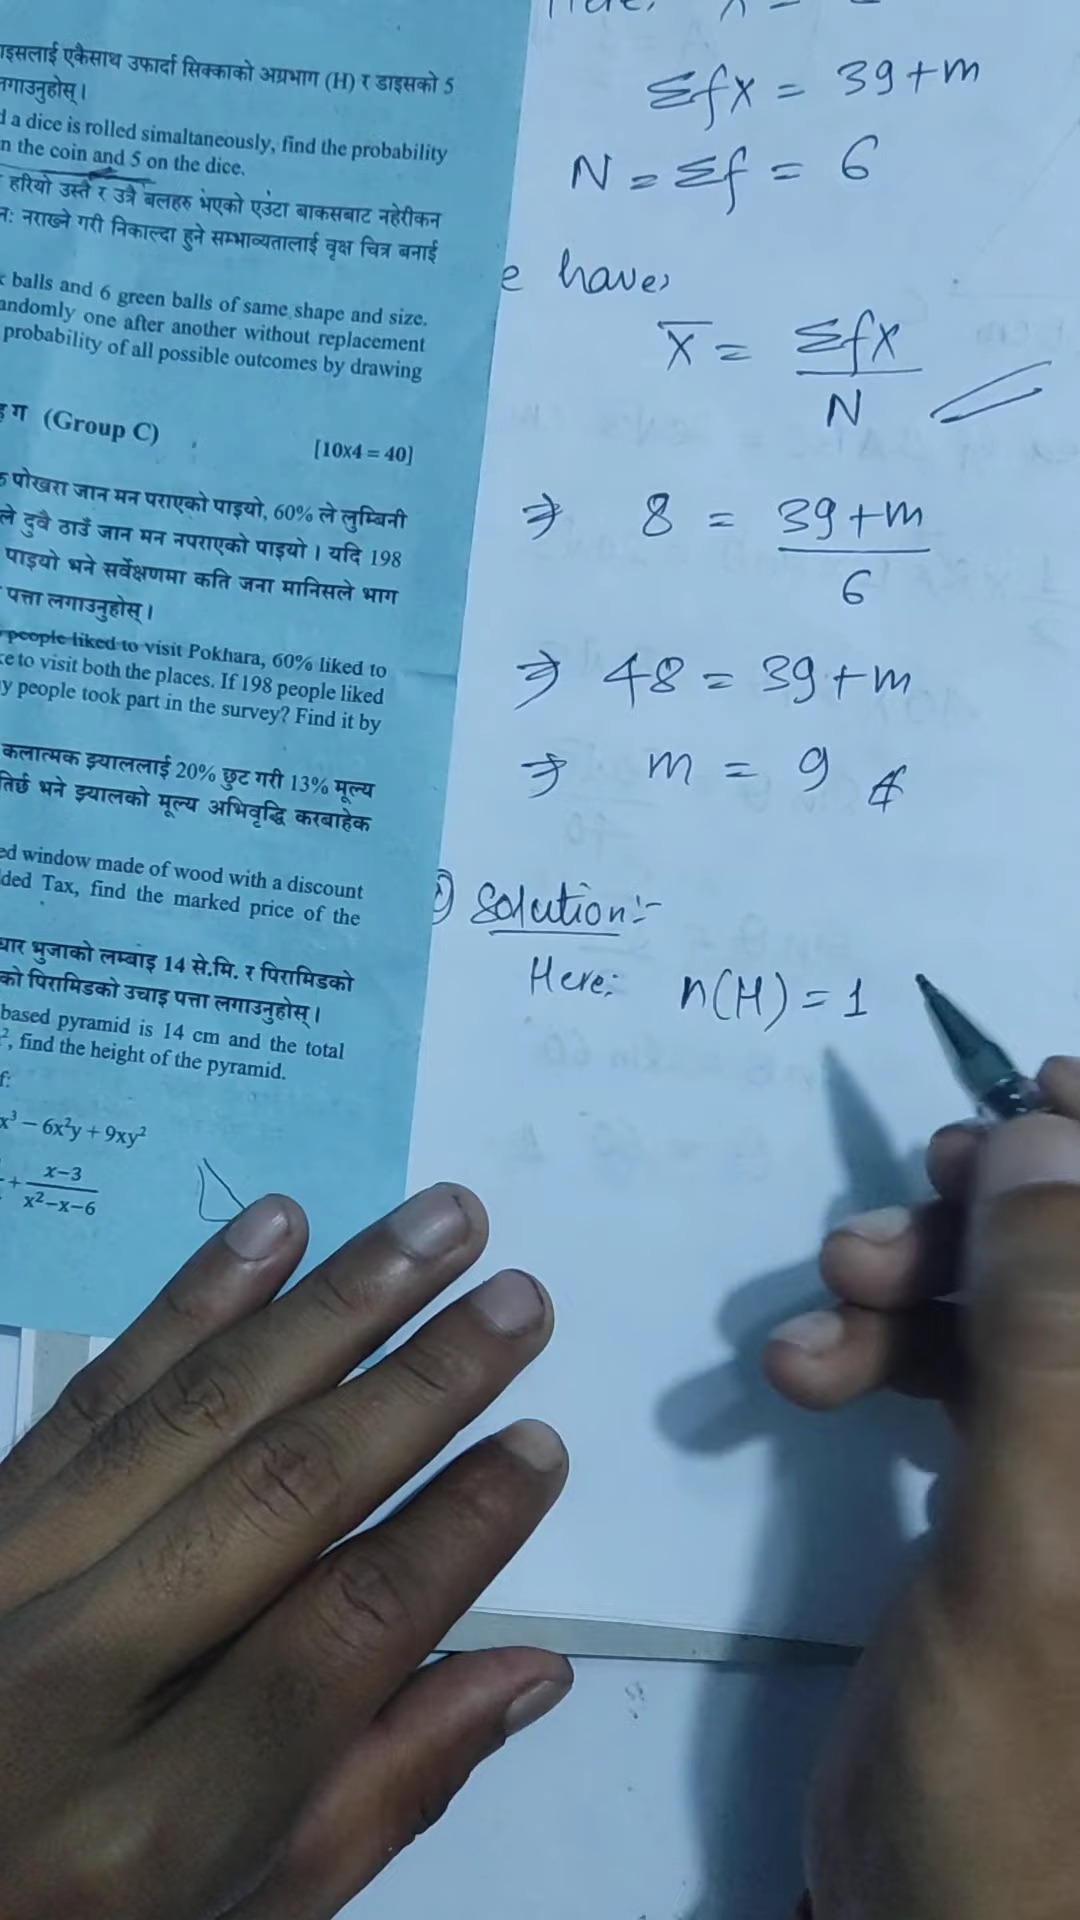 इसलाई एकैसाथ उफार्दा सिक्काको अग्रभाग (H) र डाइसको 5
लगाउनुहोस् ।
a dice is rolled simaltaneously, find the probability
n the coin and 5 on the dice.
हरियो उस्तै र उत्रै बलहरु भएको एउटा बाकसबाट नहेरीकन
नः नराख्ने गरी निकाल्दा हुने सम्भाव्यतालाई वृक्ष चित्र बनाई
balls and 6 green balls of same shape and size.
andomly one after another without replacement
probability of all possible outcomes by drawing
ग (Group C)
[10x4 = 40]
पोखरा जान मन पराएको पाइयो, 60% ले लुम्बिनी
ले दुवै ठाउँ जान मन नपराएको पाइयो । यदि 198
पाइयो भने सर्वेक्षणमा कति जना मानिसले भाग
पत्ता लगाउनुहोस् ।
people liked to visit Pokhara, 60% liked to
e to visit both the places. If 198 people liked
y people took part in the survey? Find it by
कलात्मक झ्याललाई 20% छुट गरी 13% मूल्य
तिर्छ भने झ्यालको मूल्य अभिवृद्धि करबाहेक
ed window made of wood with a discount
ded Tax, find the marked price of the
धार भुजाको लम्बाइ 14 से.मि. र पिरामिडको
को पिरामिडको उचाइ पत्ता लगाउनुहोस् ।
based pyramid is 14 cm and the total
², find the height of the pyramid.
f:
x³ – 6x²y + 9xy²
+ x–3 / x²–x–6
Σfx = 39+m
N = Σf = 6
e have,
x̄ = Σfx / N
⇒ 8 = 39+m / 6
⇒ 48 = 39+m
⇒ m = 9
Solution:-
Here, n(H) = 1